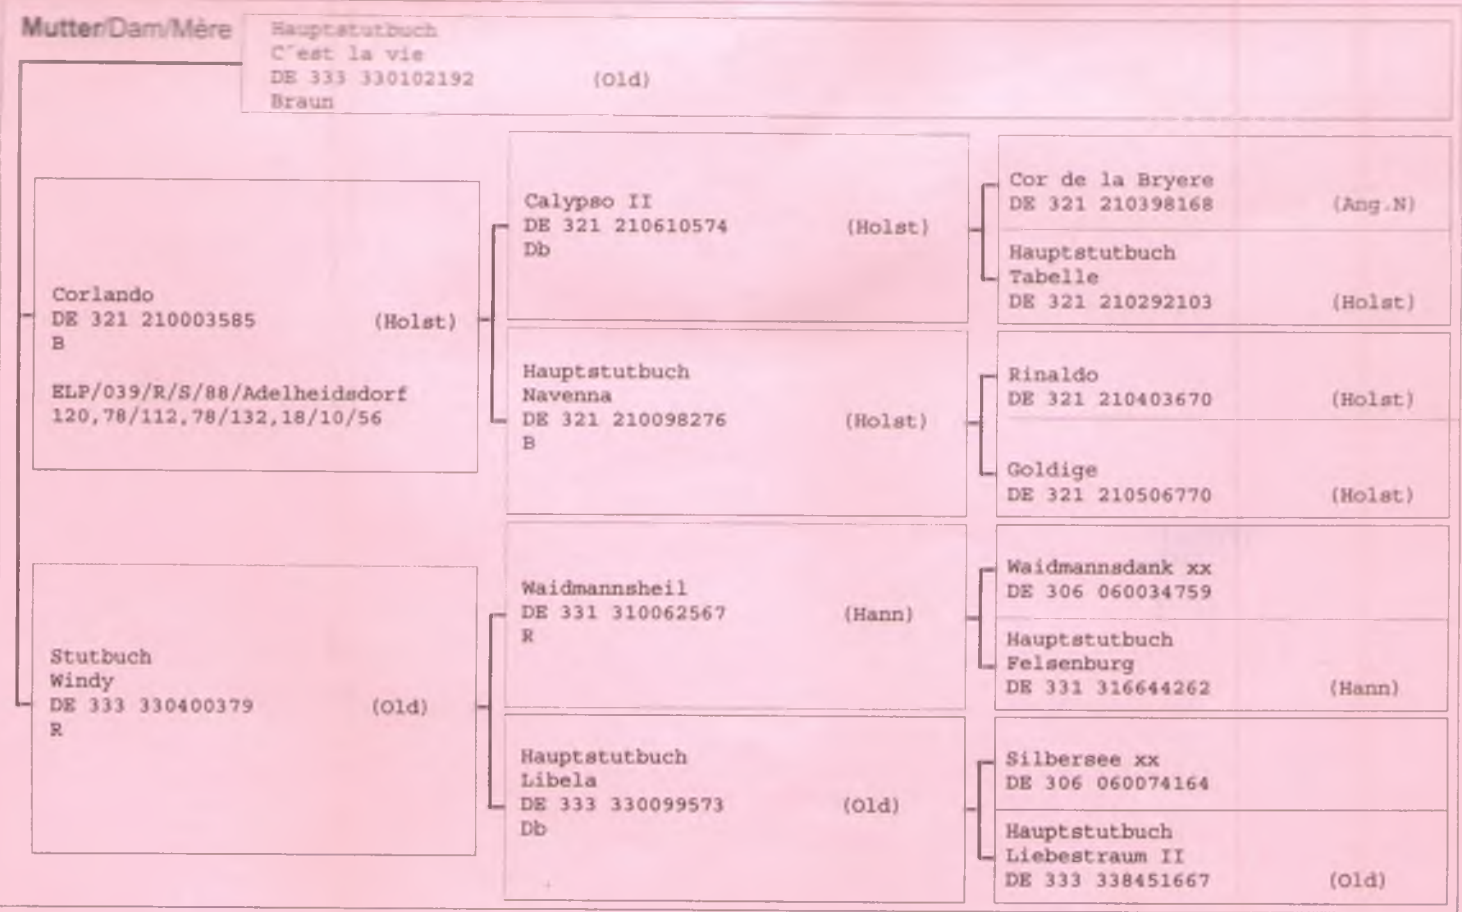 Mutter/Dam/Mère
Hauptstutbuch
C'est la vie
DE 333 330102192 (Old)
Braun
Corlando
DE 321 210003585 (Holst)
B
ELP/039/R/S/88/Adelheidsdorf
120,78/112,78/132,18/10/56
Stutbuch
Windy
DE 333 330400379 (Old)
R
Calypso II
DE 321 210610574 (Holst)
Db
Hauptstutbuch
Navenna
DE 321 210098276 (Holst)
B
Waidmannsheil
DE 331 310062567 (Hann)
R
Hauptstutbuch
Libela
DE 333 330099573 (Old)
Db
Cor de la Bryere
DE 321 210398168 (Ang.N)
Hauptstutbuch
Tabelle
DE 321 210292103 (Holst)
Rinaldo
DE 321 210403670 (Holst)
Goldige
DE 321 210506770 (Holst)
Waidmannsdank xx
DE 306 060034759
Hauptstutbuch
Felsenburg
DE 331 316644262 (Hann)
Silbersee xx
DE 306 060074164
Hauptstutbuch
Liebestraum II
DE 333 338451667 (Old)